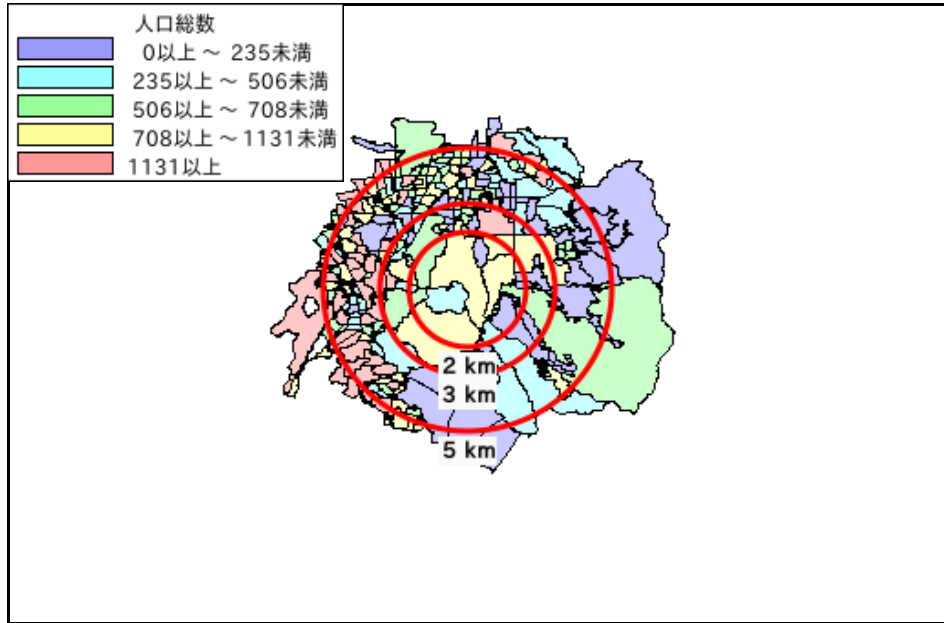 人口総数
0以上 ～ 235未満
235以上 ～ 506未満
506以上 ～ 708未満
708以上 ～ 1131未満
1131以上
2 km
3 km
5 km